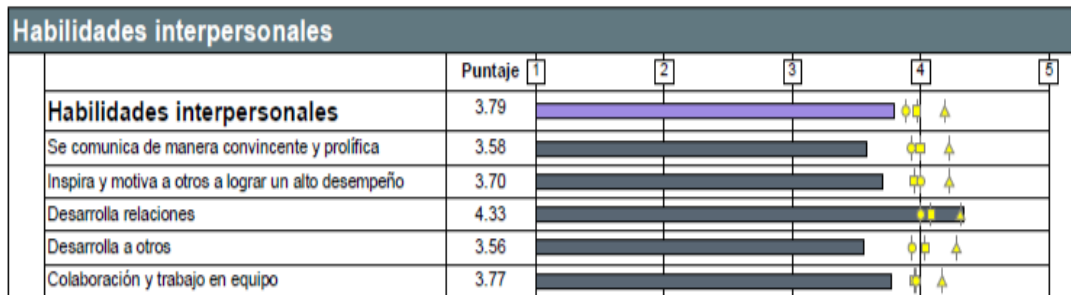 Habilidades interpersonales
Puntaje 1 2 3 4 5
Habilidades interpersonales 3.79
Se comunica de manera convincente y prolífica 3.58
Inspira y motiva a otros a lograr un alto desempeño 3.70
Desarrolla relaciones 4.33
Desarrolla a otros 3.56
Colaboración y trabajo en equipo 3.77